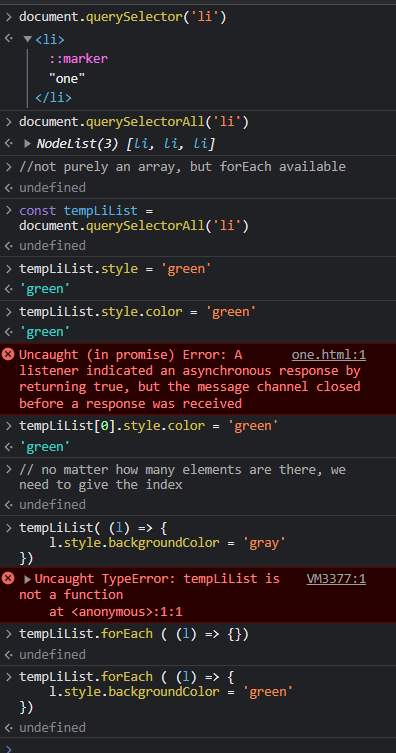 document.querySelector('li')
<li>
::marker
"one"
</li>
document.querySelectorAll('li')
NodeList(3) [li, li, li]
//not purely an array, but forEach available
undefined
const tempLiList =
document.querySelectorAll('li')
undefined
tempLiList.style = 'green'
'green'
tempLiList.style.color = 'green'
'green'
Uncaught (in promise) Error: A one.html:1
listener indicated an asynchronous response by
returning true, but the message channel closed
before a response was received
tempLiList[0].style.color = 'green'
'green'
// no matter how many elements are there, we
need to give the index
undefined
tempLiList( (l) => {
l.style.backgroundColor = 'gray'
})
Uncaught TypeError: tempLiList is VM3377:1
not a function
at <anonymous>:1:1
tempLiList.forEach ( (l) => {})
undefined
tempLiList.forEach ( (l) => {
l.style.backgroundColor = 'green'
})
undefined